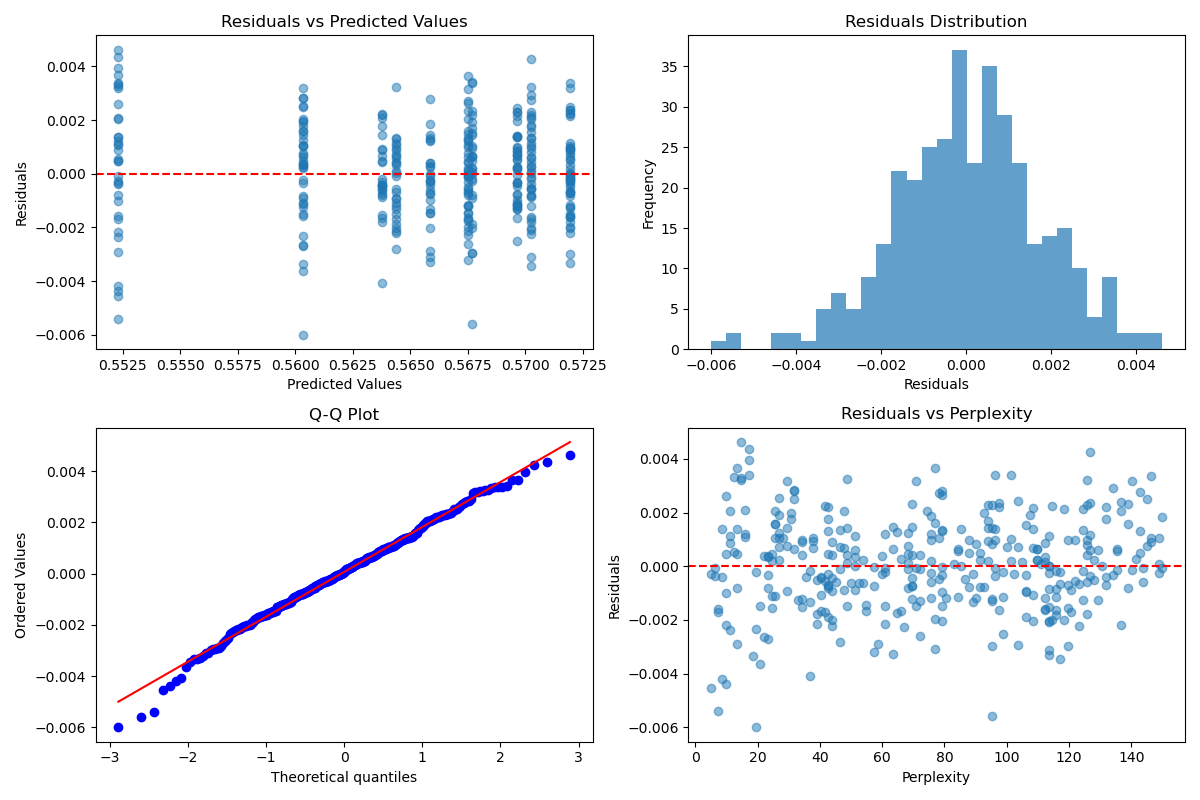 Residuals vs Predicted Values
Residuals
0.004
0.002
0.000
−0.002
−0.004
−0.006
0.5525 0.5550 0.5575 0.5600 0.5625 0.5650 0.5675 0.5700 0.5725
Predicted Values
Residuals Distribution
Frequency
35
30
25
20
15
10
5
0
−0.006 −0.004 −0.002 0.000 0.002 0.004
Residuals
Q-Q Plot
Ordered Values
0.004
0.002
0.000
−0.002
−0.004
−0.006
−3 −2 −1 0 1 2 3
Theoretical quantiles
Residuals vs Perplexity
Residuals
0.004
0.002
0.000
−0.002
−0.004
−0.006
0 20 40 60 80 100 120 140
Perplexity